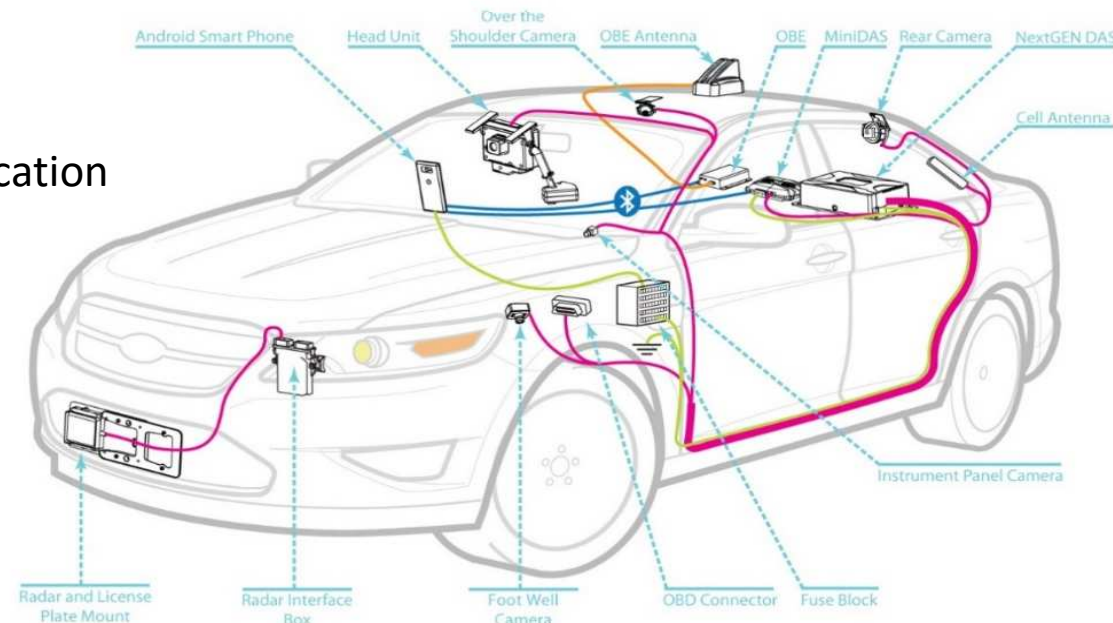 Over the
Android Smart Phone
Head Unit
Shoulder Camera
OBE Antenna
OBE
MiniDAS
Rear Camera
NextGEN DAS
Cell Antenna
cation
Instrument Panel Camera
Radar and License
Plate Mount
Radar Interface
Box
Foot Well
Camera
OBD Connector
Fuse Block